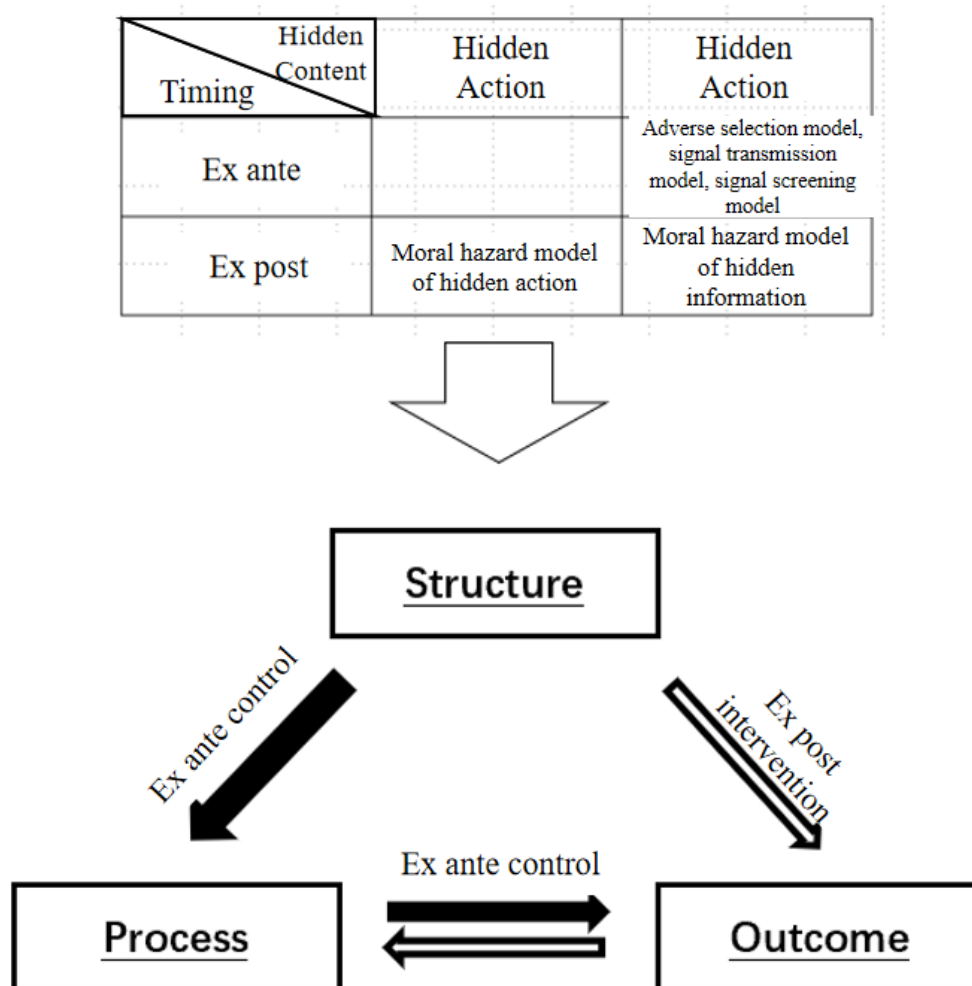 Hidden
Content
Timing
Hidden
Action
Hidden
Action
Ex ante
Adverse selection model,
signal transmission
model, signal screening
model
Ex post
Moral hazard model
of hidden action
Moral hazard model
of hidden
information
Structure
Ex ante control
Ex post
intervention
Ex ante control
Process
Outcome